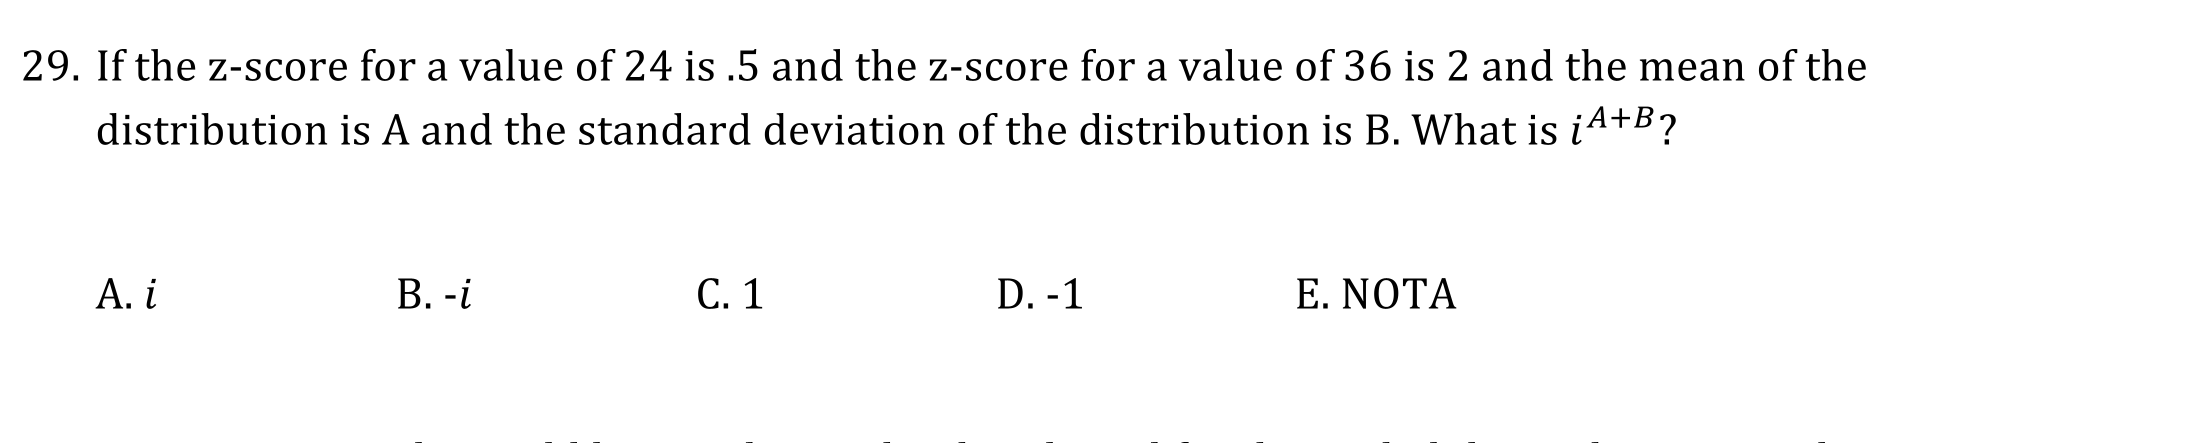 29. If the z-score for a value of 24 is .5 and the z-score for a value of 36 is 2 and the mean of the
distribution is A and the standard deviation of the distribution is B. What is i^{A+B}?
A. i B. -i C. 1 D. -1 E. NOTA